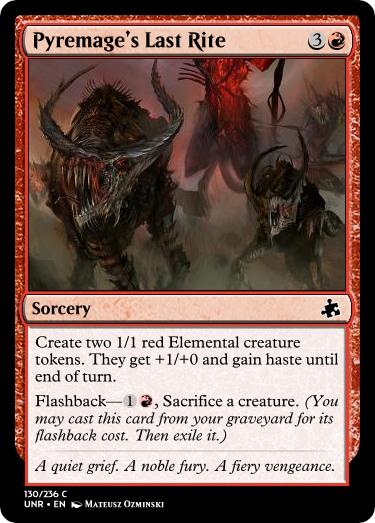 Pyremage's Last Rite 3
Sorcery
Create two 1/1 red Elemental creature
tokens. They get +1/+0 and gain haste until
end of turn.
Flashback—1, Sacrifice a creature. (You
may cast this card from your graveyard for its
flashback cost. Then exile it.)
A quiet grief. A noble fury. A fiery vengeance.
130/236 C
UNR • EN Mateusz Ozminski